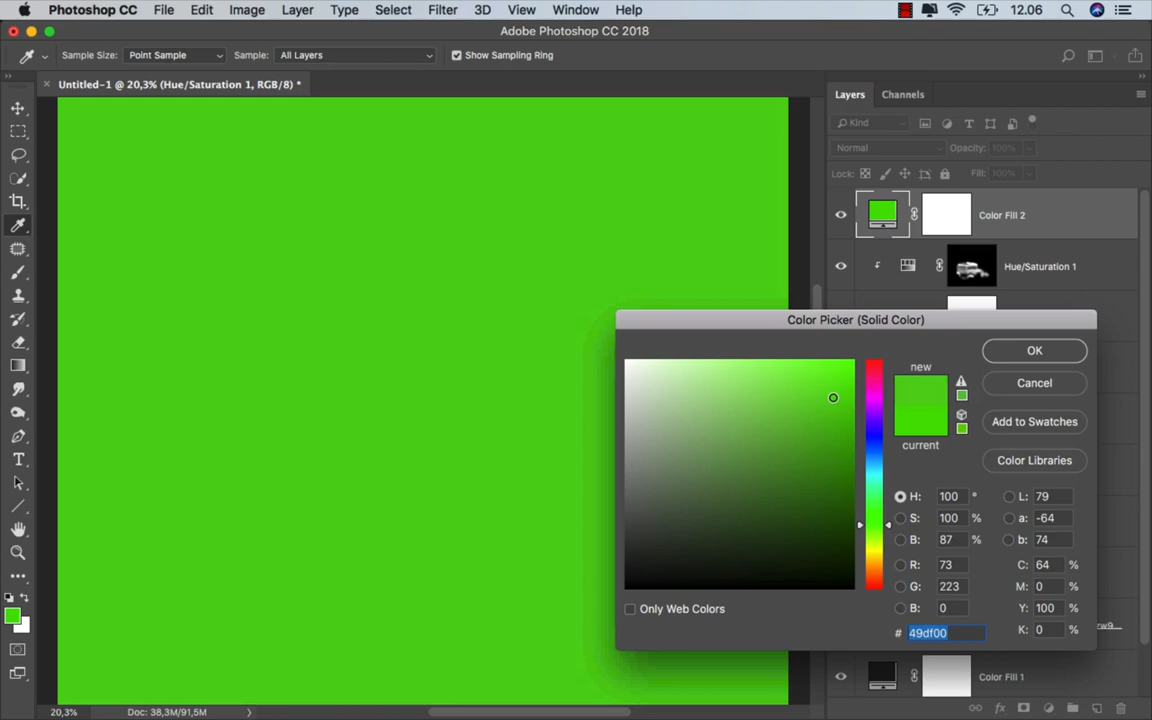 Photoshop CC File Edit Image Layer Type Select Filter 3D View Window Help 12.06
Adobe Photoshop CC 2018
Sample Size: Point Sample Sample: All Layers Show Sampling Ring
Untitled-1 @ 20,3% (Hue/Saturation 1, RGB/8) *
Layers Channels
Kind
Normal Opacity: 100%
Lock: Fill: 100%
Color Fill 2
Hue/Saturation 1
Color Picker (Solid Color)
OK
new
Cancel
Add to Swatches
current
Color Libraries
H: 100 ° L: 79
S: 100 % a: -64
B: 87 % b: 74
R: 73 C: 64 %
G: 223 M: 0 %
B: 0 Y: 100 %
Only Web Colors
# 49df00 K: 0 %
Color Fill 1
20,3% Doc: 38,3M/91,5M